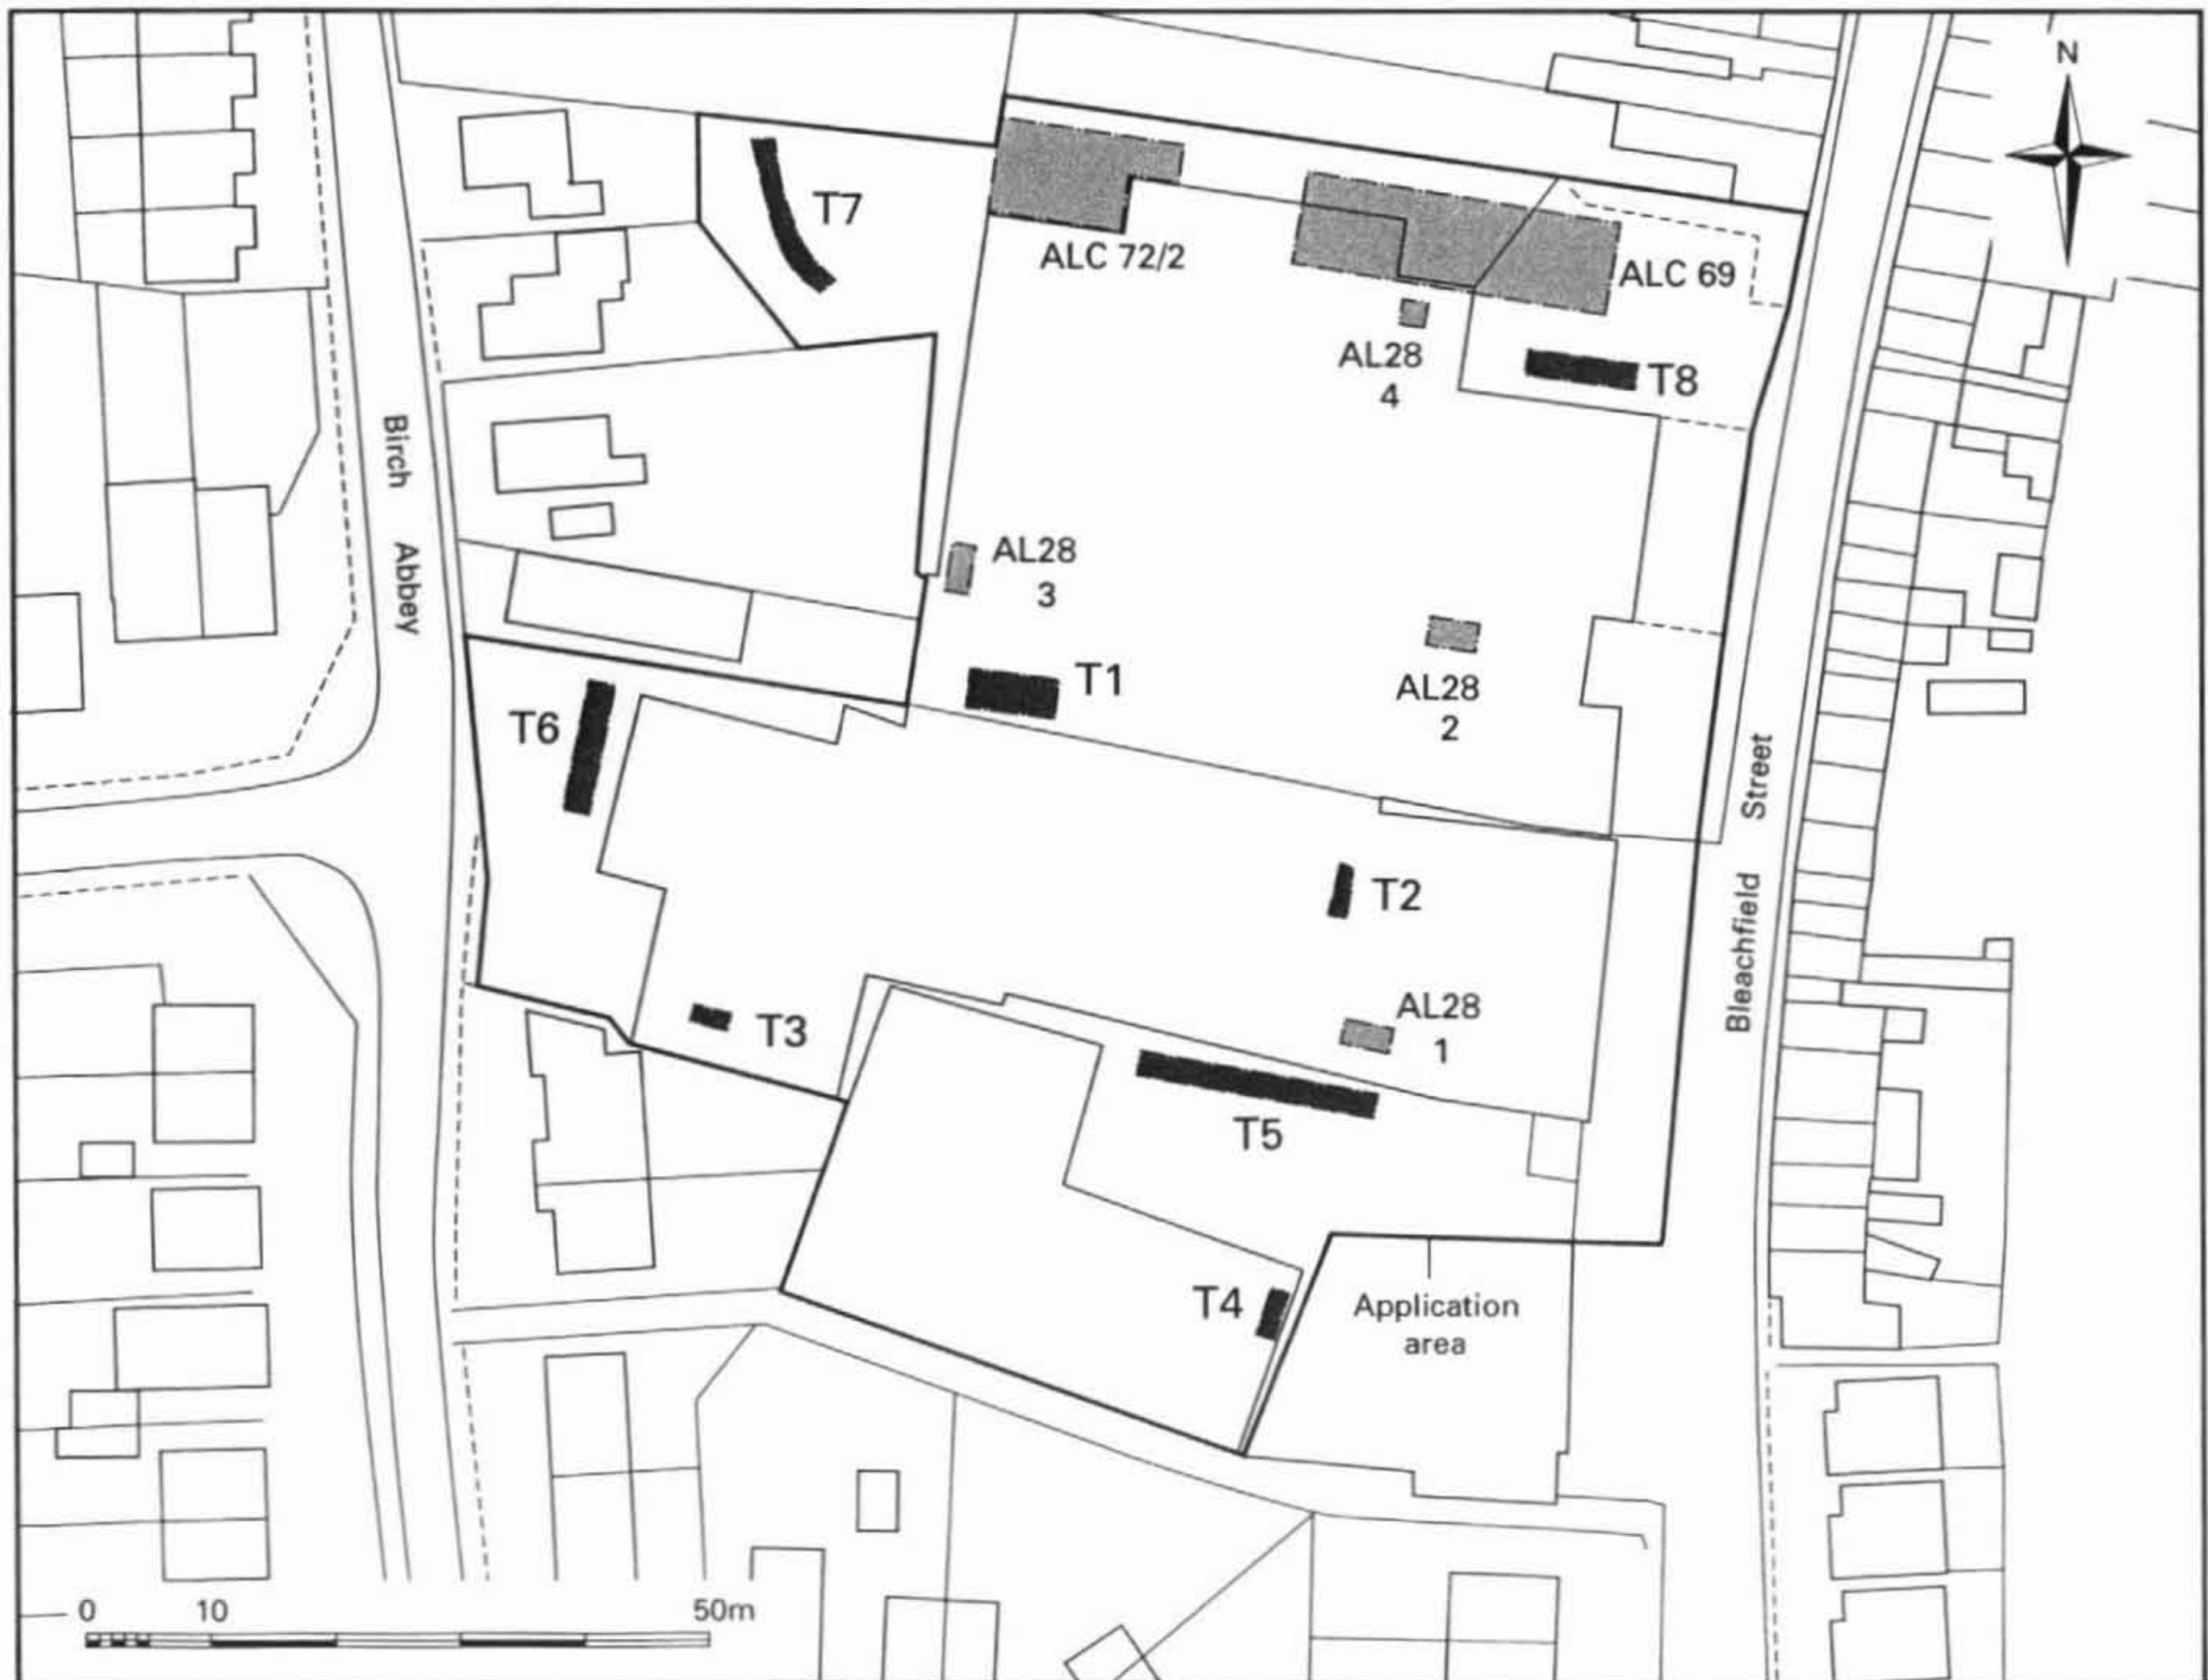 N
T7
ALC 72/2
ALC 69
AL28
4
T8
Birch Abbey
AL28
3
T1
AL28
2
T6
Bleachfield Street
T2
T3
AL28
1
T5
T4
Application
area
0 10 50m